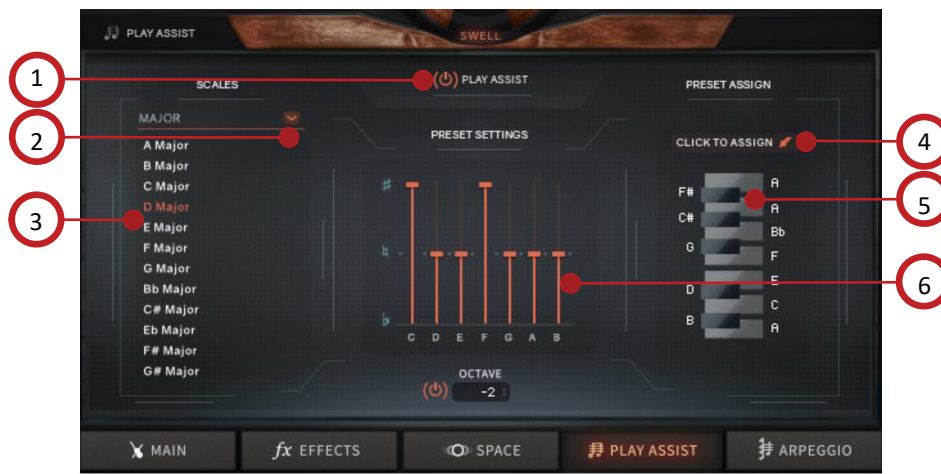 PLAY ASSIST
SWELL
1
PLAY ASSIST
SCALES
PRESET ASSIGN
MAJOR
2
PRESET SETTINGS
CLICK TO ASSIGN
4
A Major
B Major
C Major
D Major
3
E Major
F Major
G Major
Bb Major
C# Major
Eb Major
F# Major
G# Major
♯
♮
♭
C D E F G A B
6
OCTAVE
-2
A
F#
5
A
C#
Bb
G
F
E
D
C
B
A
MAIN
fx EFFECTS
SPACE
PLAY ASSIST
ARPEGGIO